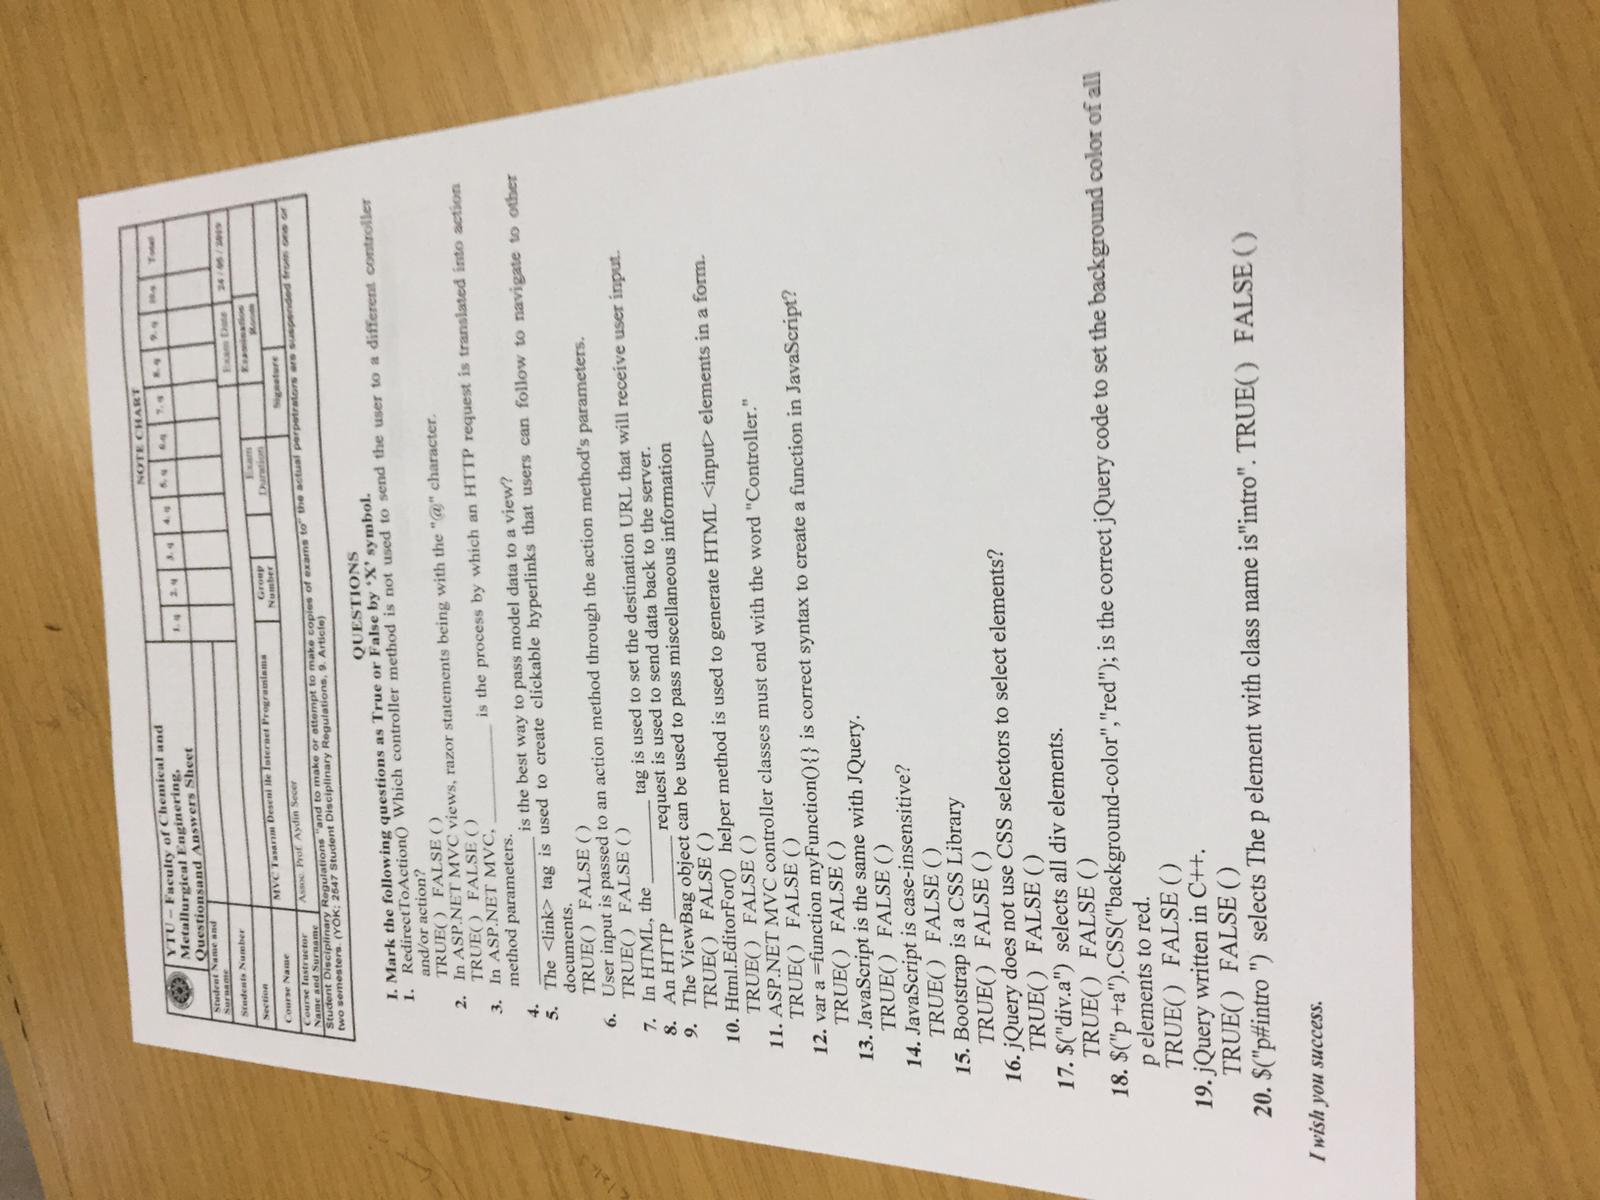 NOTE CHART
YTU – Faculty of Chemical and
Metallurgical Enginering,
Questionsand Answers Sheet
1. q 2. q 3. q 4. q 5. q 6.q 7. q 8. q 9. q 10.q Total
Student Name and
Surname
Students Number
Exam Date 24 / 05 / 2019
Section
Group
Number
Exam
Duration
Examination
Room
Course Name
MVC Tasarım Deseni ile İnternet Programlama
Signature
Course Instructor
Name and Surname
Assoc. Prof. Aydin Secer
Student Disciplinary Regulations "and to make or attempt to make copies of exams to" the actual perpetrators are suspended from one or
two semesters. (YÖK; 2547 Student Disciplinary Regulations, 9. Article)
QUESTIONS
I. Mark the following questions as True or False by ‘X’ symbol.
1. RedirectToAction() Which controller method is not used to send the user to a different controller
and/or action?
TRUE( ) FALSE ( )
2. In ASP.NET MVC views, razor statements being with the "@" character.
TRUE( ) FALSE ( )
3. In ASP.NET MVC, __________ is the process by which an HTTP request is translated into action
method parameters.
4. _______________ is the best way to pass model data to a view?
5. The <link> tag is used to create clickable hyperlinks that users can follow to navigate to other
documents.
TRUE( ) FALSE ( )
6. User input is passed to an action method through the action method's parameters.
TRUE( ) FALSE ( )
7. In HTML, the ________ tag is used to set the destination URL that will receive user input.
8. An HTTP ________ request is used to send data back to the server.
9. The ViewBag object can be used to pass miscellaneous information
TRUE( ) FALSE ( )
10. Html.EditorFor() helper method is used to generate HTML <input> elements in a form.
TRUE( ) FALSE ( )
11. ASP.NET MVC controller classes must end with the word "Controller."
TRUE( ) FALSE ( )
12. var a =function myFunction(){} is correct syntax to create a function in JavaScript?
TRUE( ) FALSE ( )
13. JavaScript is the same with JQuery.
TRUE( ) FALSE ( )
14. JavaScript is case-insensitive?
TRUE( ) FALSE ( )
15. Bootstrap is a CSS Library
TRUE( ) FALSE ( )
16. jQuery does not use CSS selectors to select elements?
TRUE( ) FALSE ( )
17. $("div.a") selects all div elements.
TRUE( ) FALSE ( )
18. $("p +a").CSS("background-color","red"); is the correct jQuery code to set the background color of all
p elements to red.
TRUE( ) FALSE ( )
19. jQuery written in C++.
TRUE( ) FALSE ( )
20. $("p#intro ") selects The p element with class name is"intro". TRUE( ) FALSE ( )
I wish you success.